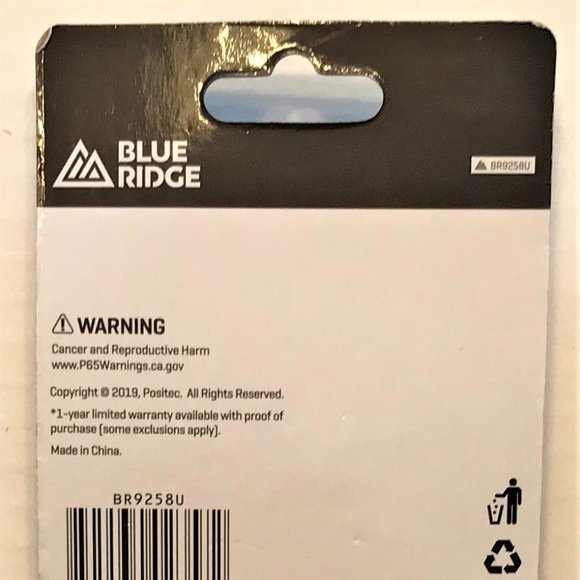 BLUE
RIDGE
BR9258U
WARNING
Cancer and Reproductive Harm
www.P65Warnings.ca.gov
Copyright © 2019, Positec. All Rights Reserved.
*1-year limited warranty available with proof of
purchase (some exclusions apply).
Made in China.
BR9258U